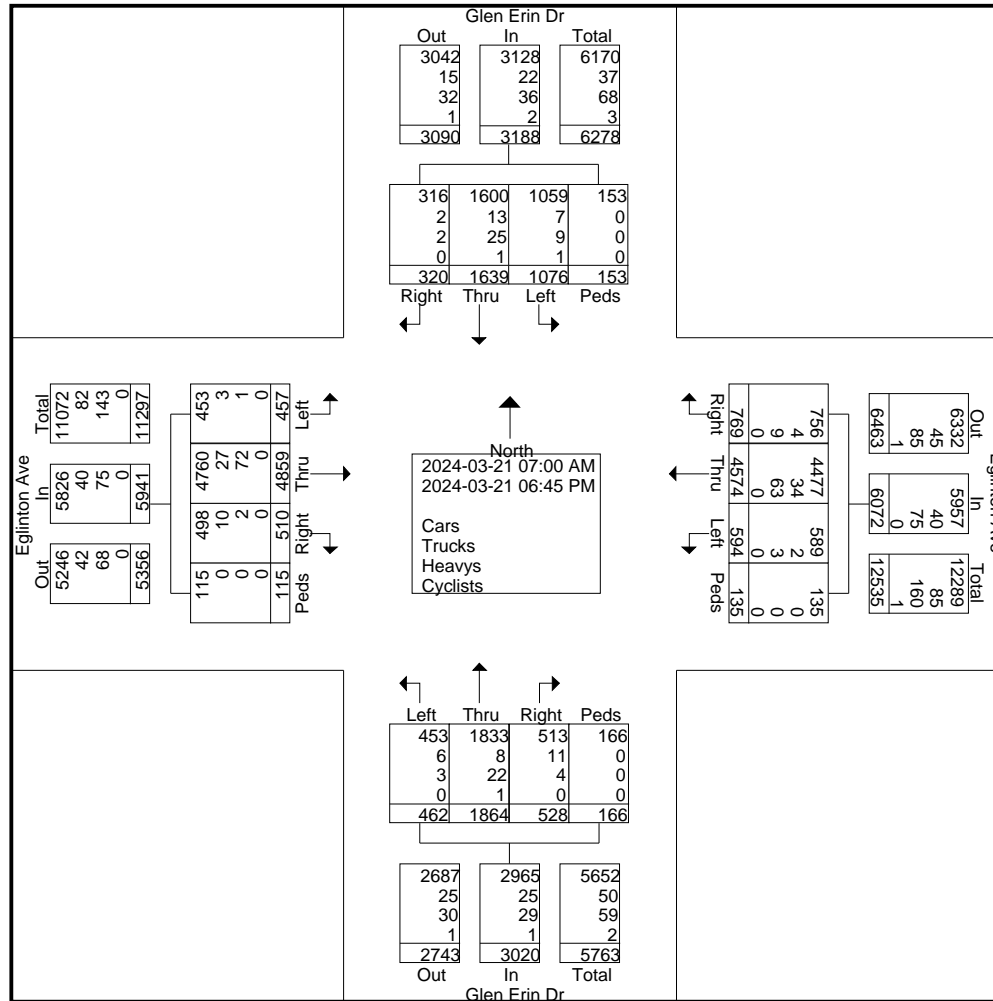 Glen Erin Dr
Out In Total
3042 3128 6170
15 22 37
32 36 68
1 2 3
3090 3188 6278
316 1600 1059 153
2 13 7 0
2 25 9 0
0 1 1 0
320 1639 1076 153
Right Thru Left Peds
Eglinton Ave
Total
11072
82
143
0
11297
In
5826
40
75
0
5941
Out
5246
42
68
0
5356
453
3
1
0
457
Left
4760
27
72
0
4859
Thru
498
10
2
0
510
Right
115
0
0
0
115
Peds
North
2024-03-21 07:00 AM
2024-03-21 06:45 PM
Cars
Trucks
Heavys
Cyclists
Right
756
4
9
0
769
Thru
4477
34
63
0
4574
Left
589
2
3
0
594
Peds
135
0
0
0
135
Out
6332
45
85
1
6463
In
5957
40
75
0
6072
Total
12289
85
160
1
12535
Left Thru Right Peds
453 1833 513 166
6 8 11 0
3 22 4 0
0 1 0 0
462 1864 528 166
2687 2965 5652
25 25 50
30 29 59
1 1 2
2743 3020 5763
Out In Total
Glen Erin Dr